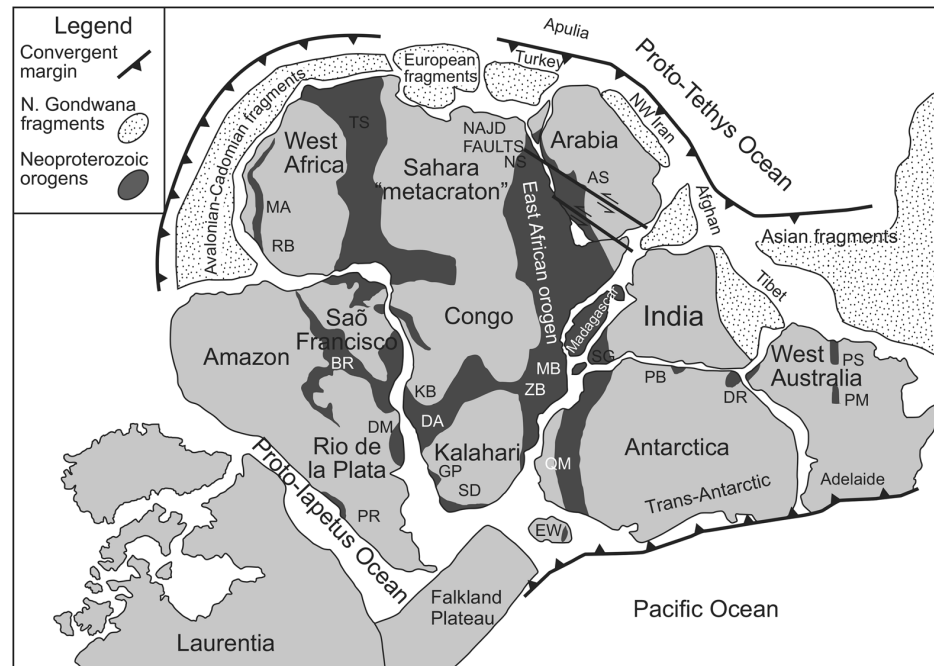 Legend
Convergent
margin
N. Gondwana
fragments
Neoproterozoic
orogens
Apulia
Turkey
European
fragments
Proto-Tethys Ocean
NW Iran
Avalonian-Cadomian fragments
TS
West
Africa
NAJD
FAULTS
NS
Arabia
Sahara
"metacraton"
AS
MA
RB
East African orogen
Afghan
Asian fragments
Tibet
Saõ
Francisco
Congo
Madagascar
India
Amazon
BR
West
Australia
PS
PM
SG
MB
ZB
PB
DR
KB
DA
DM
Rio de
la Plata
Kalahari
GP
SD
Antarctica
QM
Trans-Antarctic
Adelaide
Proto-Iapetus Ocean
PR
EW
Falkland
Plateau
Pacific Ocean
Laurentia